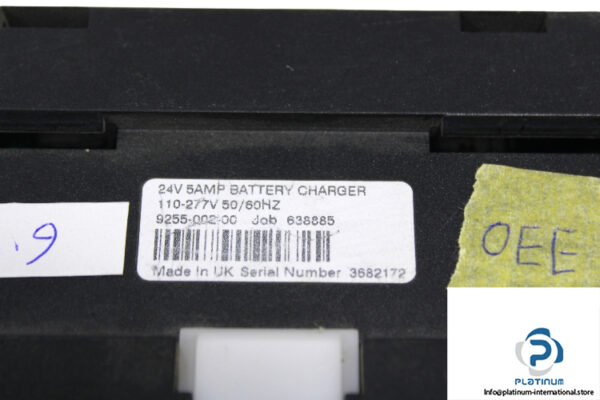 24V 5AMP BATTERY CHARGER
110-277V 50/60HZ
9255-002-00 Job 638885
Made in UK Serial Number 3682172
OEE
PLATINUM
Info@platinum-international.store